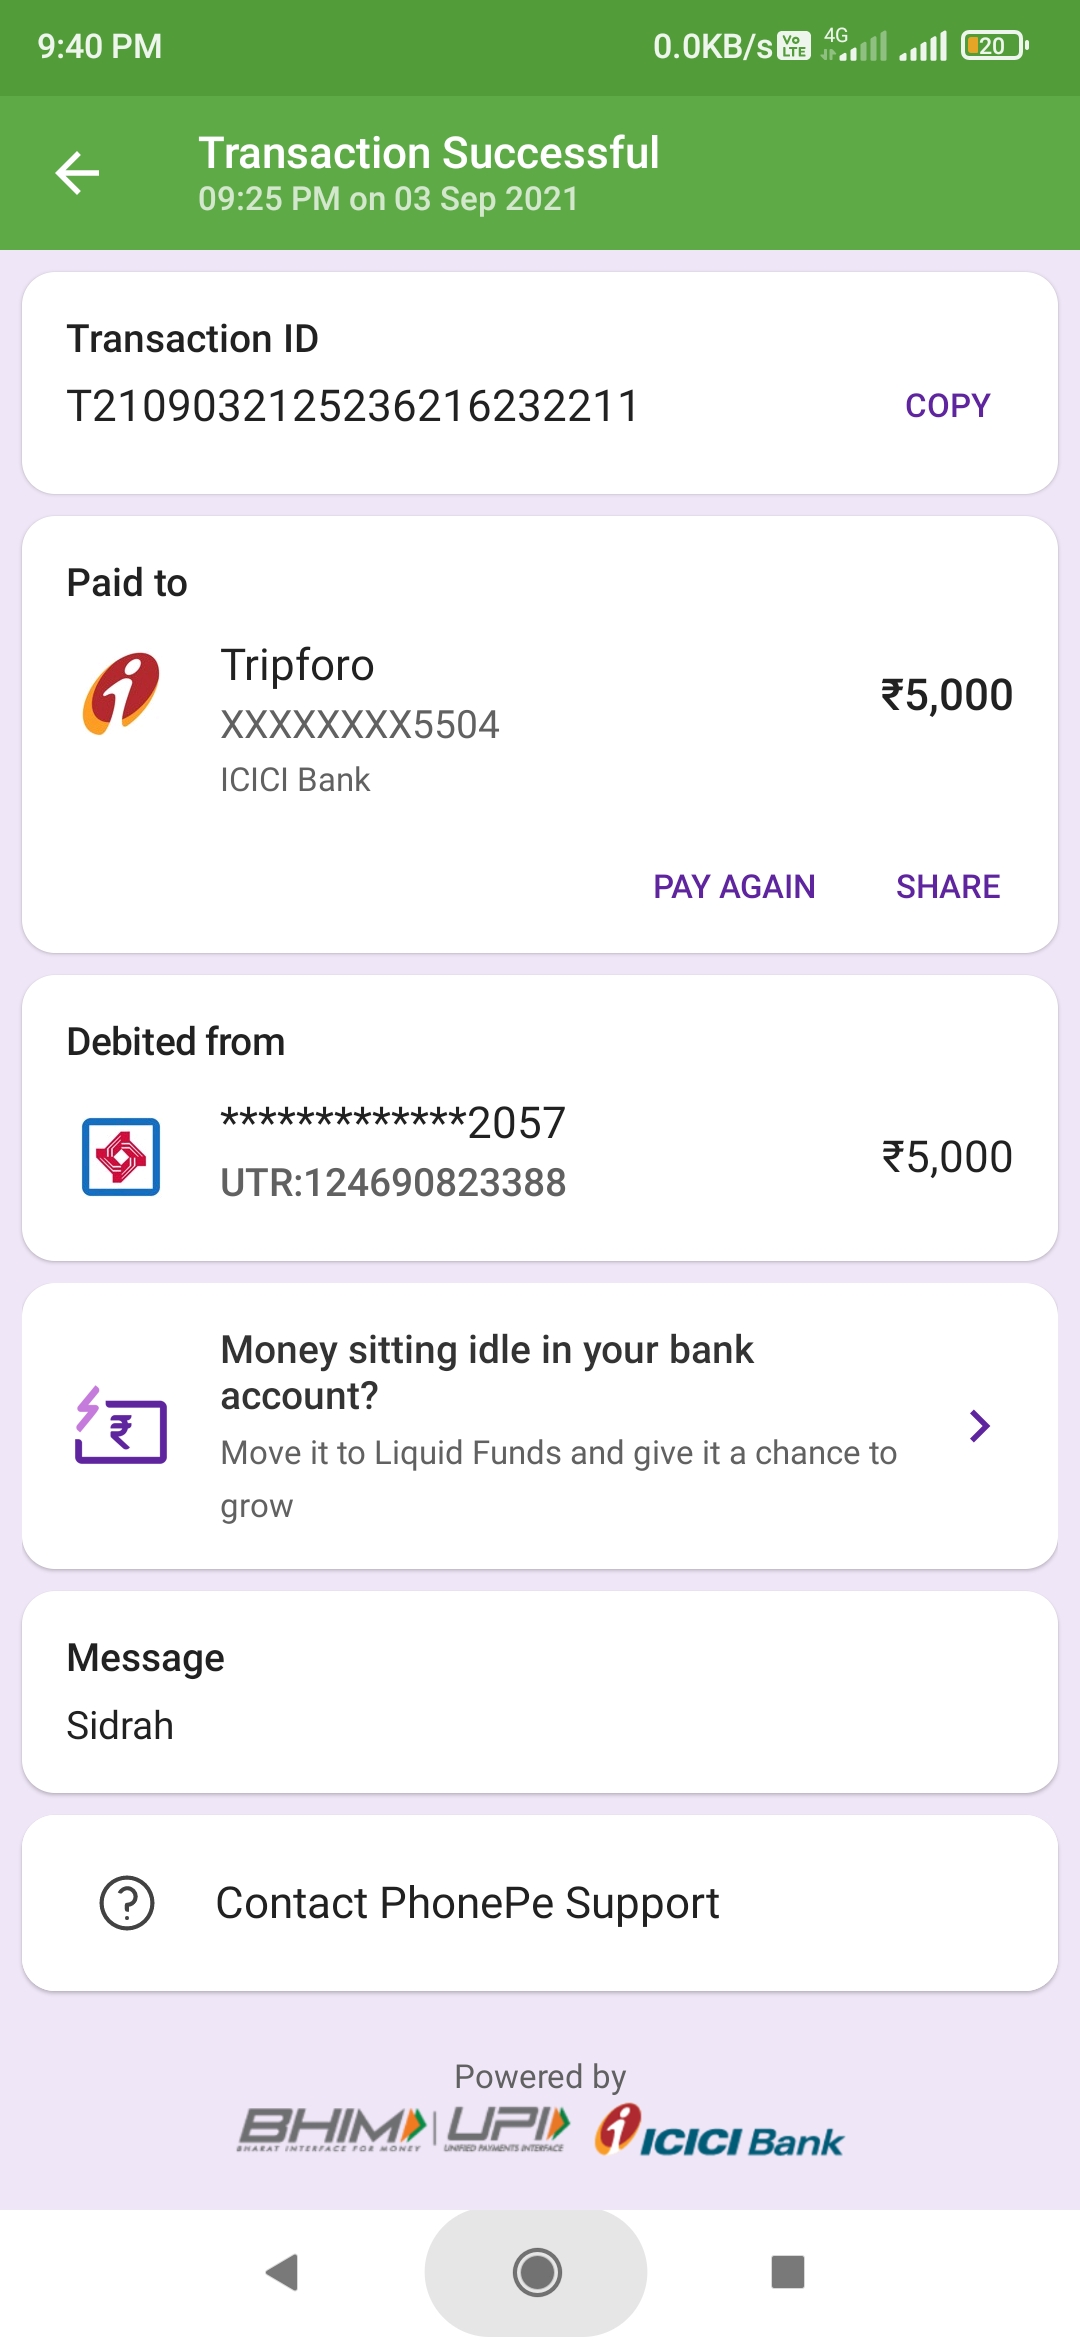 9:40 PM
0.0KB/s Vo LTE 4G 20
Transaction Successful
09:25 PM on 03 Sep 2021
Transaction ID
T2109032125236216232211
COPY
Paid to
Tripforo
₹5,000
XXXXXXXX5504
ICICI Bank
PAY AGAIN
SHARE
Debited from
*************2057
₹5,000
UTR:124690823388
Money sitting idle in your bank
account?
Move it to Liquid Funds and give it a chance to
grow
Message
Sidrah
Contact PhonePe Support
Powered by
BHIM UPI ICICI Bank
BHARAT INTERFACE FOR MONEY UNIFIED PAYMENTS INTERFACE